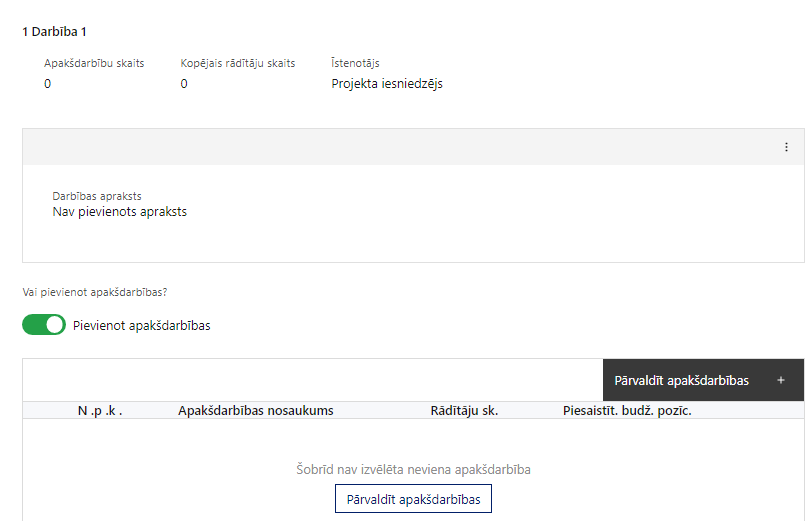 1 Darbība 1
Apakšdarbību skaits Kopējais rādītāju skaits Īstenotājs
0 0 Projekta iesniedzējs
Darbības apraksts
Nav pievienots apraksts
Vai pievienot apakšdarbības?
Pievienot apakšdarbības
Pārvaldīt apakšdarbības +
N .p .k . Apakšdarbības nosaukums Rādītāju sk. Piesaistīt. budž. pozīc.
Šobrīd nav izvēlēta neviena apakšdarbība
Pārvaldīt apakšdarbības